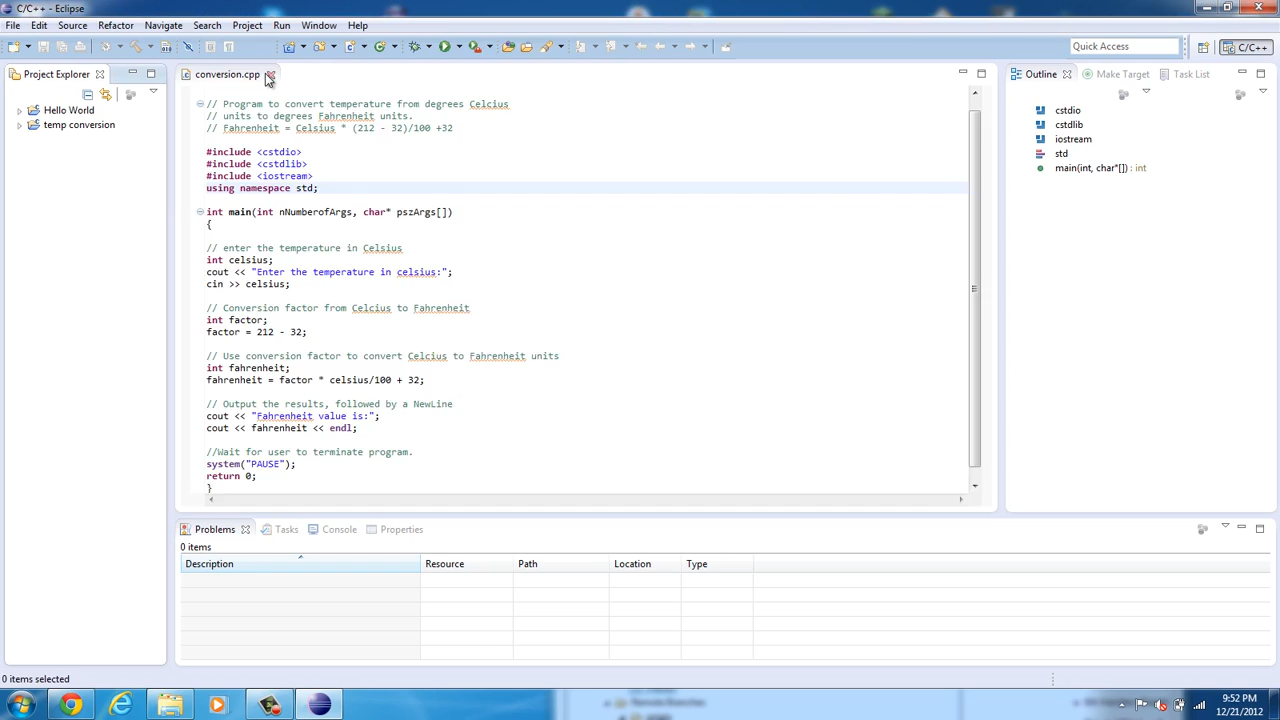 C/C++ - Eclipse
File Edit Source Refactor Navigate Search Project Run Window Help
Quick Access
C/C++
Project Explorer
conversion.cpp
Outline
Make Target
Task List
Hello World
temp conversion
// Program to convert temperature from degrees Celcius
// units to degrees Fahrenheit units.
// Fahrenheit = Celsius * (212 - 32)/100 +32
#include <cstdio>
#include <cstdlib>
#include <iostream>
using namespace std;
int main(int nNumberofArgs, char* pszArgs[])
{
// enter the temperature in Celsius
int celsius;
cout << "Enter the temperature in celsius:";
cin >> celsius;
// Conversion factor from Celcius to Fahrenheit
int factor;
factor = 212 - 32;
// Use conversion factor to convert Celcius to Fahrenheit units
int fahrenheit;
fahrenheit = factor * celsius/100 + 32;
// Output the results, followed by a NewLine
cout << "Fahrenheit value is:";
cout << fahrenheit << endl;
//Wait for user to terminate program.
system("PAUSE");
return 0;
}
cstdio
cstdlib
iostream
std
main(int, char*[]) : int
Problems
Tasks
Console
Properties
0 items
Description Resource Path Location Type
0 items selected
9:52 PM
12/21/2012